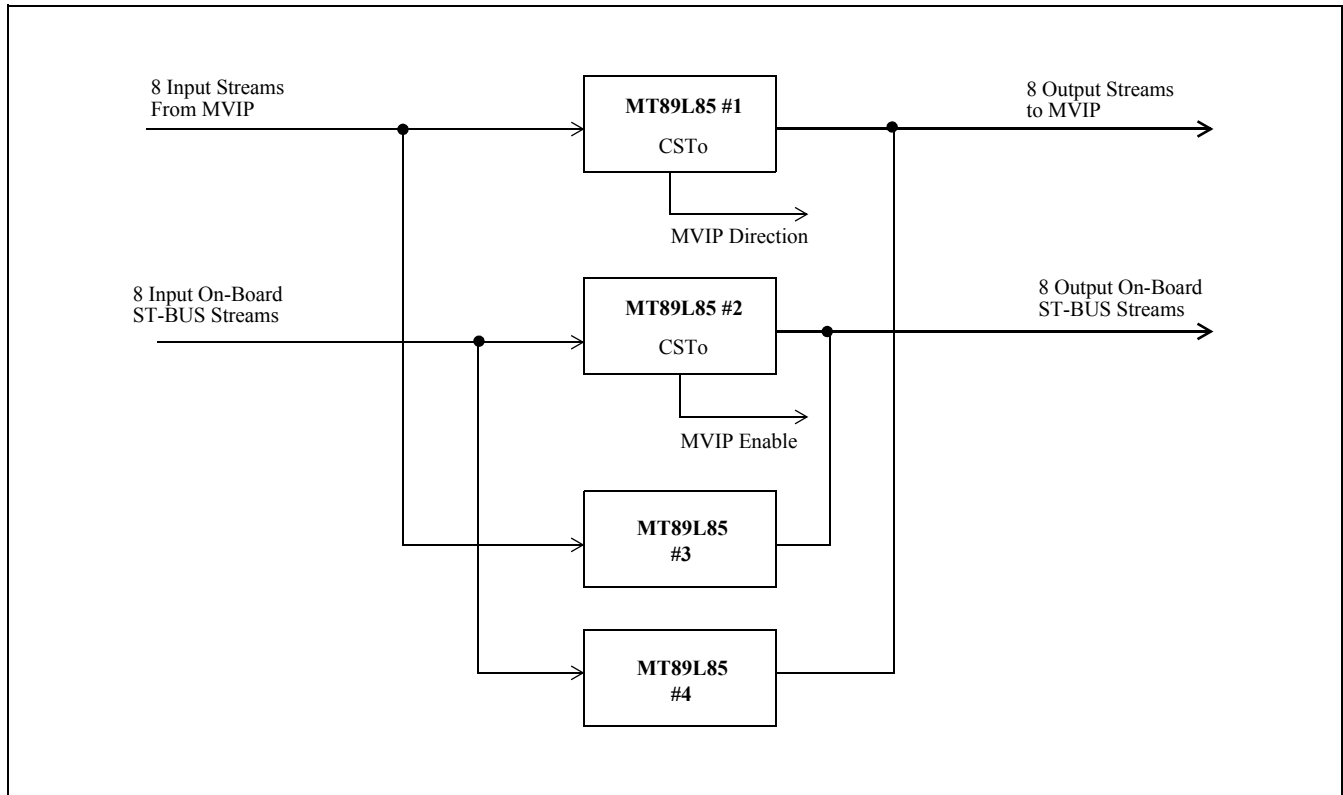 8 Input Streams
From MVIP
MT89L85 #1
CSTo
8 Output Streams
to MVIP
MVIP Direction
8 Input On-Board
ST-BUS Streams
MT89L85 #2
CSTo
8 Output On-Board
ST-BUS Streams
MVIP Enable
MT89L85
#3
MT89L85
#4